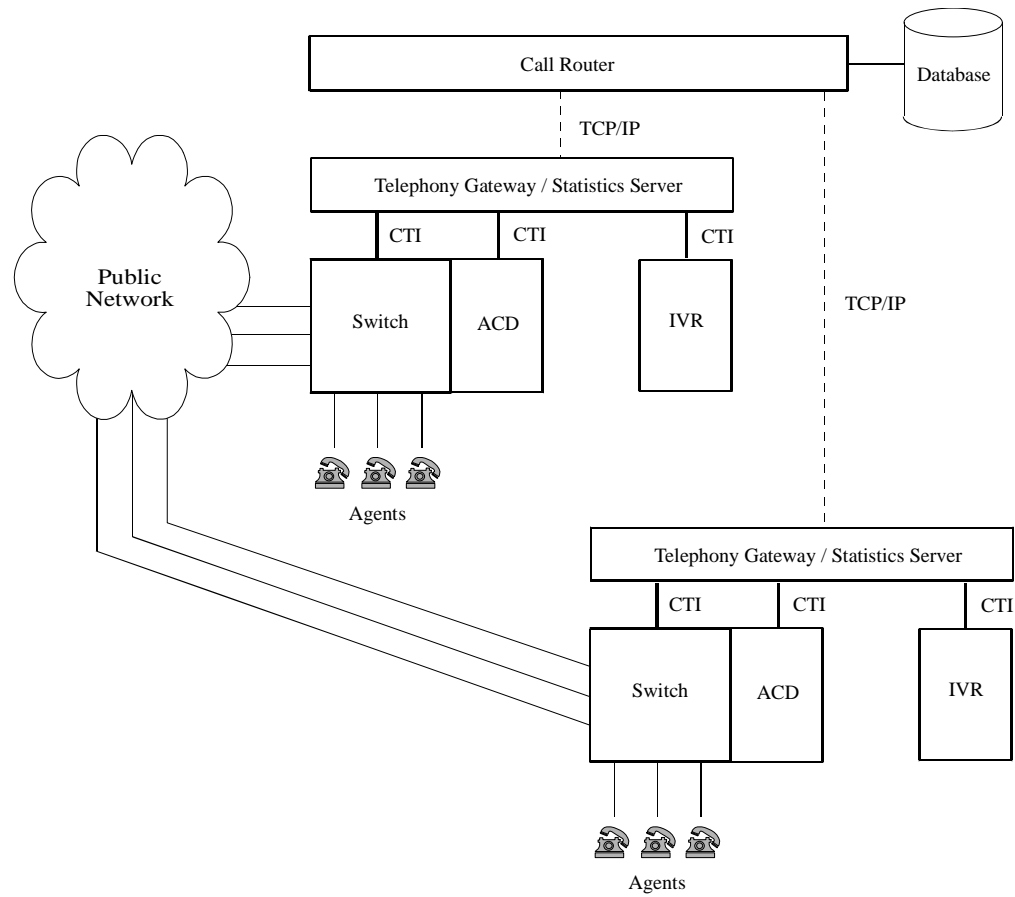 Call Router
Database
TCP/IP
Telephony Gateway / Statistics Server
CTI
CTI
CTI
Public
Network
Switch
ACD
IVR
TCP/IP
Agents
Telephony Gateway / Statistics Server
CTI
CTI
CTI
Switch
ACD
IVR
Agents